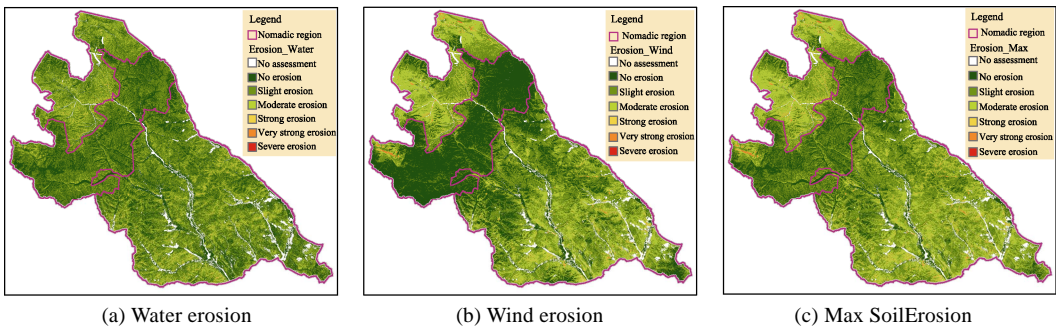 Legend
Nomadic region
Erosion_Water
No assessment
No erosion
Slight erosion
Moderate erosion
Strong erosion
Very strong erosion
Severe erosion
(a) Water erosion
Legend
Nomadic region
Erosion_Wind
No assessment
No erosion
Slight erosion
Moderate erosion
Strong erosion
Very strong erosion
Severe erosion
(b) Wind erosion
Legend
Nomadic region
Erosion_Max
No assessment
No erosion
Slight erosion
Moderate erosion
Strong erosion
Very strong erosion
Severe erosion
(c) Max SoilErosion